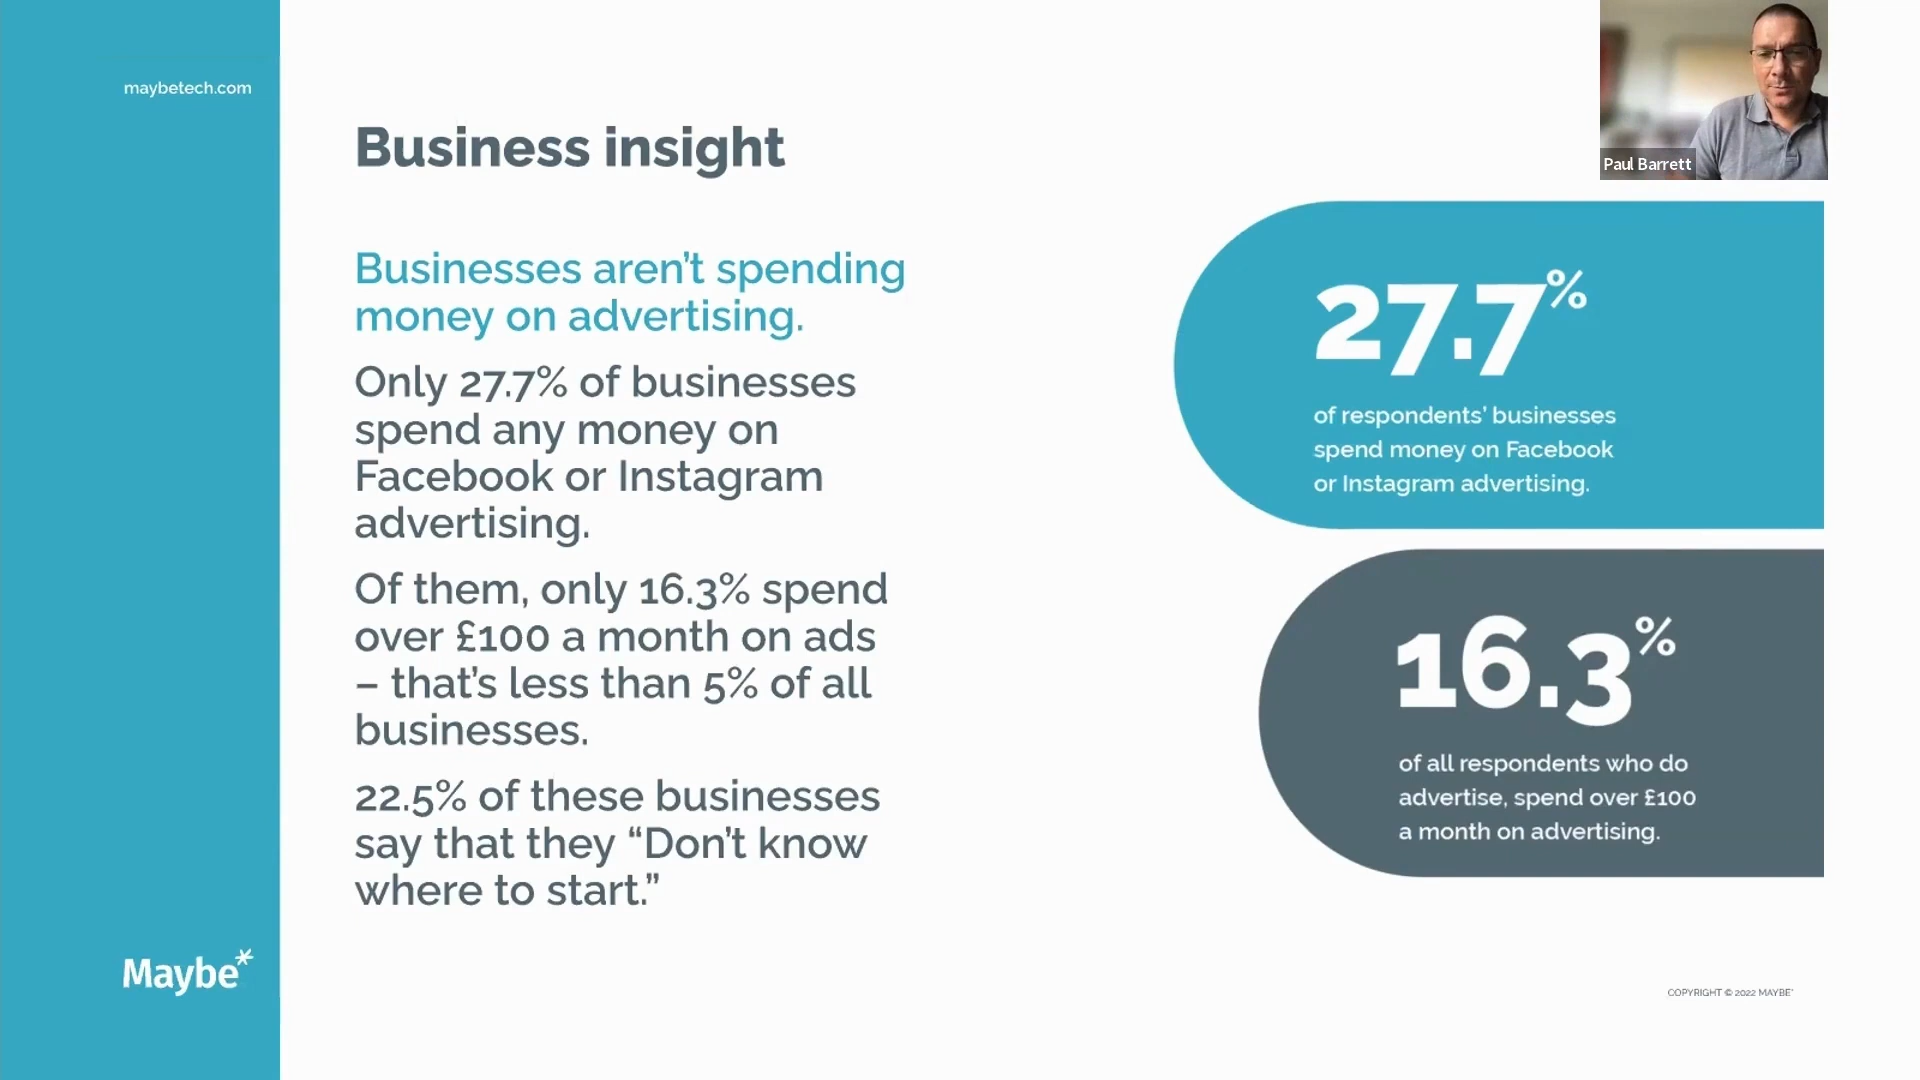 maybetech.com
Business insight
Businesses aren’t spending
money on advertising.
Only 27.7% of businesses
spend any money on
Facebook or Instagram
advertising.
Of them, only 16.3% spend
over £100 a month on ads
– that’s less than 5% of all
businesses.
22.5% of these businesses
say that they “Don’t know
where to start.”
Paul Barrett
27.7%
of respondents’ businesses
spend money on Facebook
or Instagram advertising.
16.3%
of all respondents who do
advertise, spend over £100
a month on advertising.
Maybe*
COPYRIGHT © 2022 MAYBE*